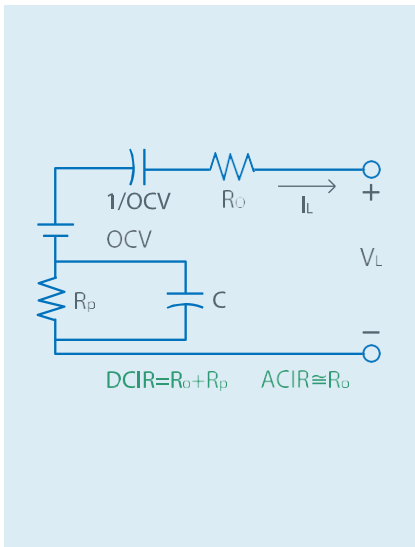 1/OCV
Ro
IL
+
OCV
VL
Rp
C
−
DCIR=Ro+Rp
ACIR≅Ro